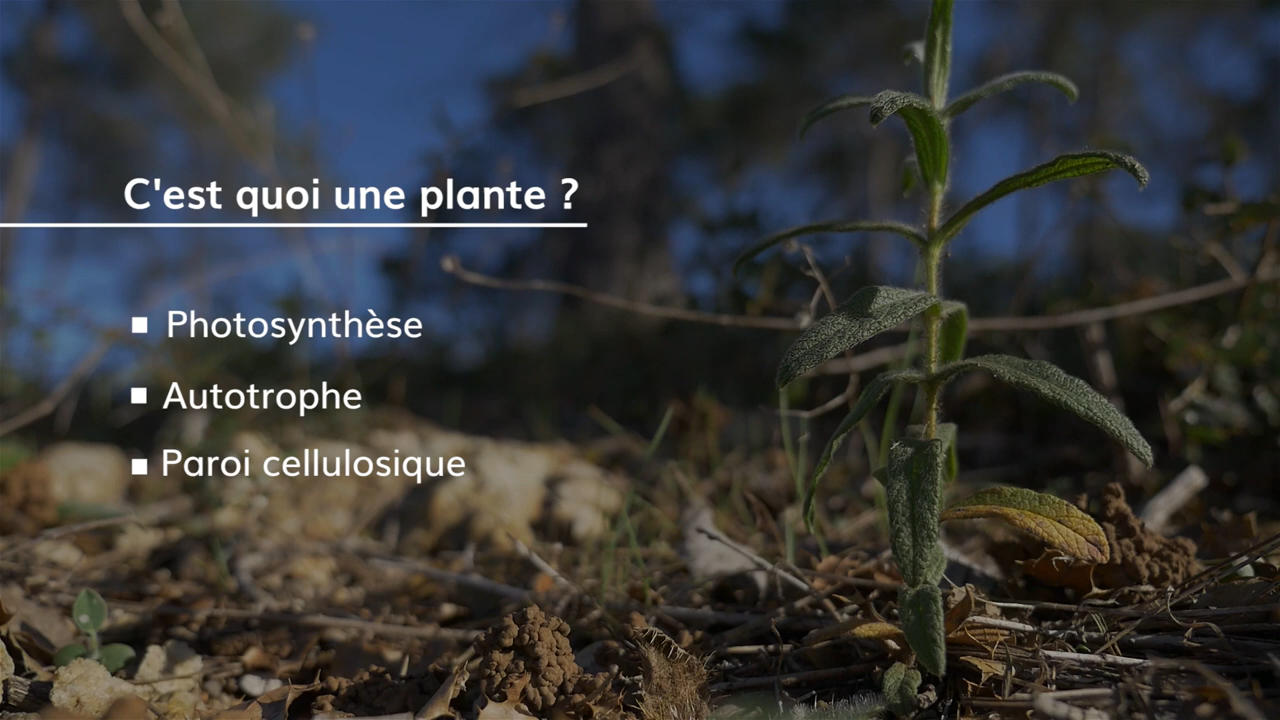 C'est quoi une plante ?
Photosynthèse
Autotrophe
Paroi cellulosique